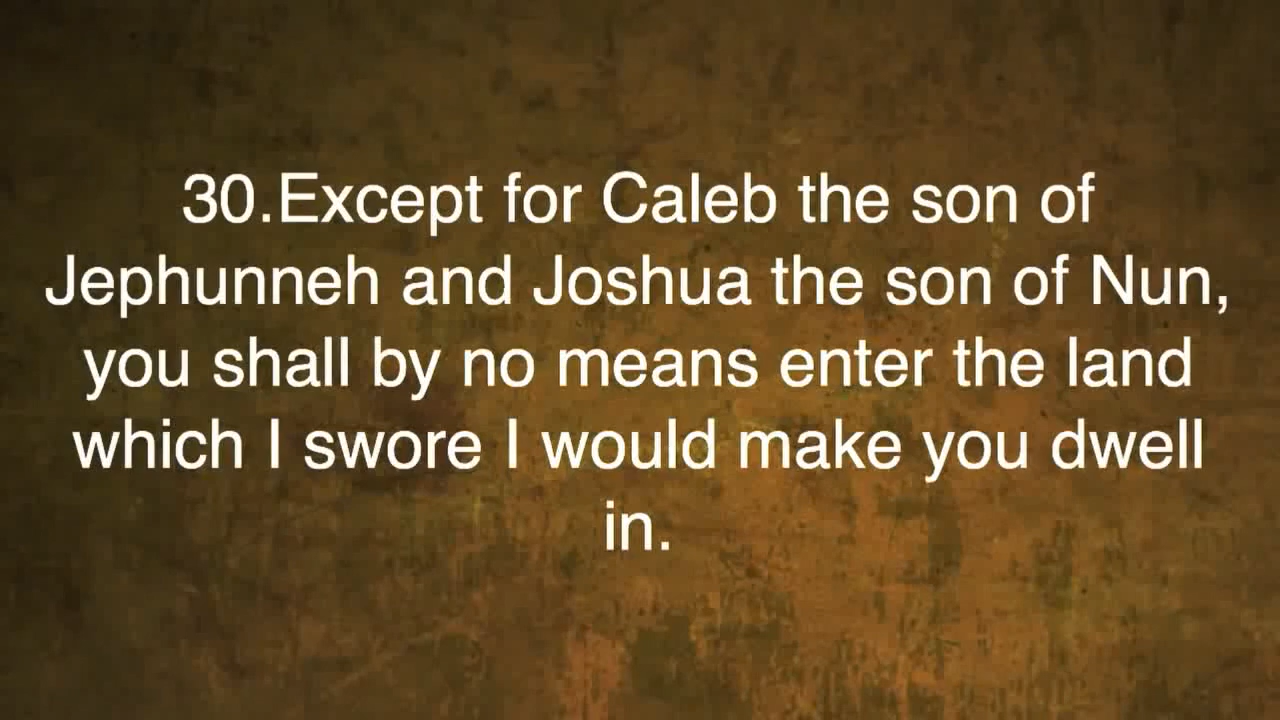 30.Except for Caleb the son of
Jephunneh and Joshua the son of Nun,
you shall by no means enter the land
which I swore I would make you dwell
in.